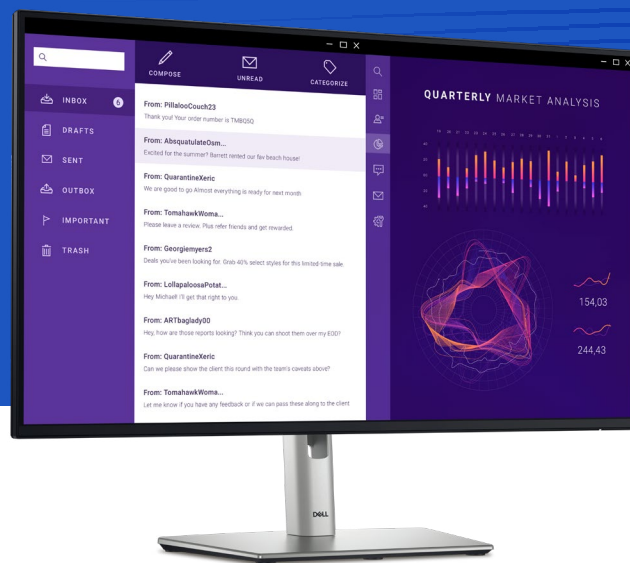 COMPOSE
UNREAD
CATEGORIZE
INBOX 6
DRAFTS
SENT
OUTBOX
IMPORTANT
TRASH
From: PillalooCouch23
Thank you! Your order number is TM8Q5Q
From: AbsquatulateOsm...
Excited for the summer? Barrett rented our fav beach house!
From: QuarantineXeric
We are good to go Almost everything is ready for next month
From: TomahawkWoma...
Please leave a review. Plus refer friends and get rewarded.
From: Georgiemyers2
Deals you've been looking for. Grab 40% select styles for this limited time sale
From: LollapaloosaPotat...
Hey Michael! I'll get that right to you.
From: ARTbaglady00
Hey, how are those reports looking? Think you can shoot them over my EOD?
From: QuarantineXeric
Can we please show the client this round with the team's caveats above?
From: TomahawkWoma...
Let me know if you have any feedback or if we can pass these along to the client
QUARTERLY MARKET ANALYSIS
154,03
244,43
DELL